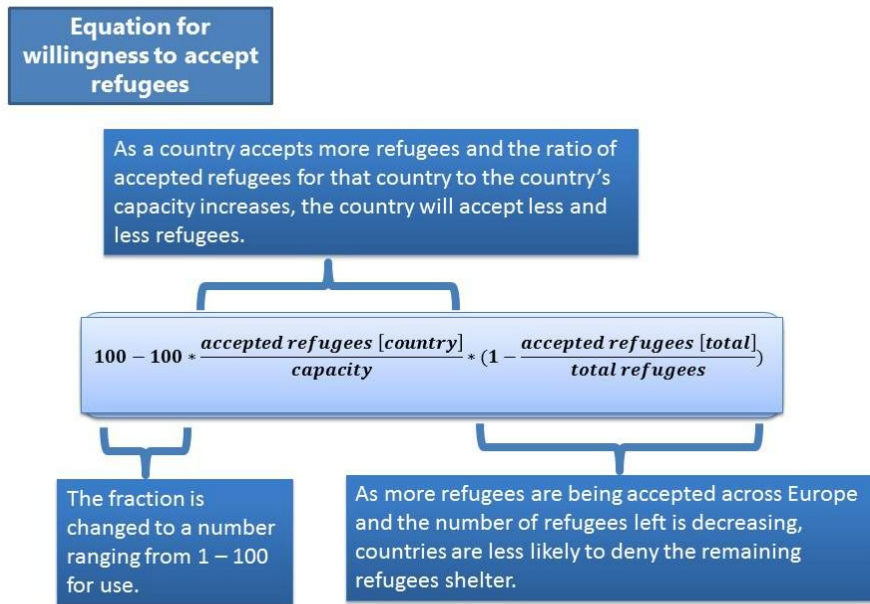 Equation for
willingness to accept
refugees
As a country accepts more refugees and the ratio of
accepted refugees for that country to the country's
capacity increases, the country will accept less and
less refugees.
100 − 100 * accepted refugees [country] / capacity * (1 − accepted refugees [total] / total refugees)
The fraction is
changed to a number
ranging from 1 – 100
for use.
As more refugees are being accepted across Europe
and the number of refugees left is decreasing,
countries are less likely to deny the remaining
refugees shelter.